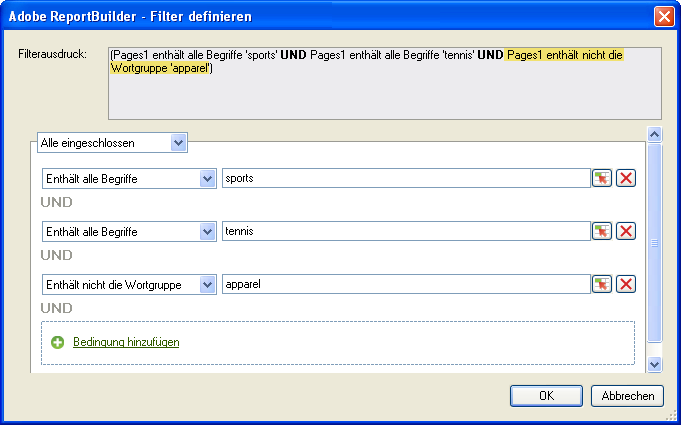 Adobe ReportBuilder - Filter definieren
Filterausdruck:
(Pages1 enthält alle Begriffe 'sports' UND Pages1 enthält alle Begriffe 'tennis' UND Pages1 enthält nicht die
Wortgruppe 'apparel')
Alle eingeschlossen
Enthält alle Begriffe sports
UND
Enthält alle Begriffe tennis
UND
Enthält nicht die Wortgruppe apparel
UND
Bedingung hinzufügen
OK Abbrechen